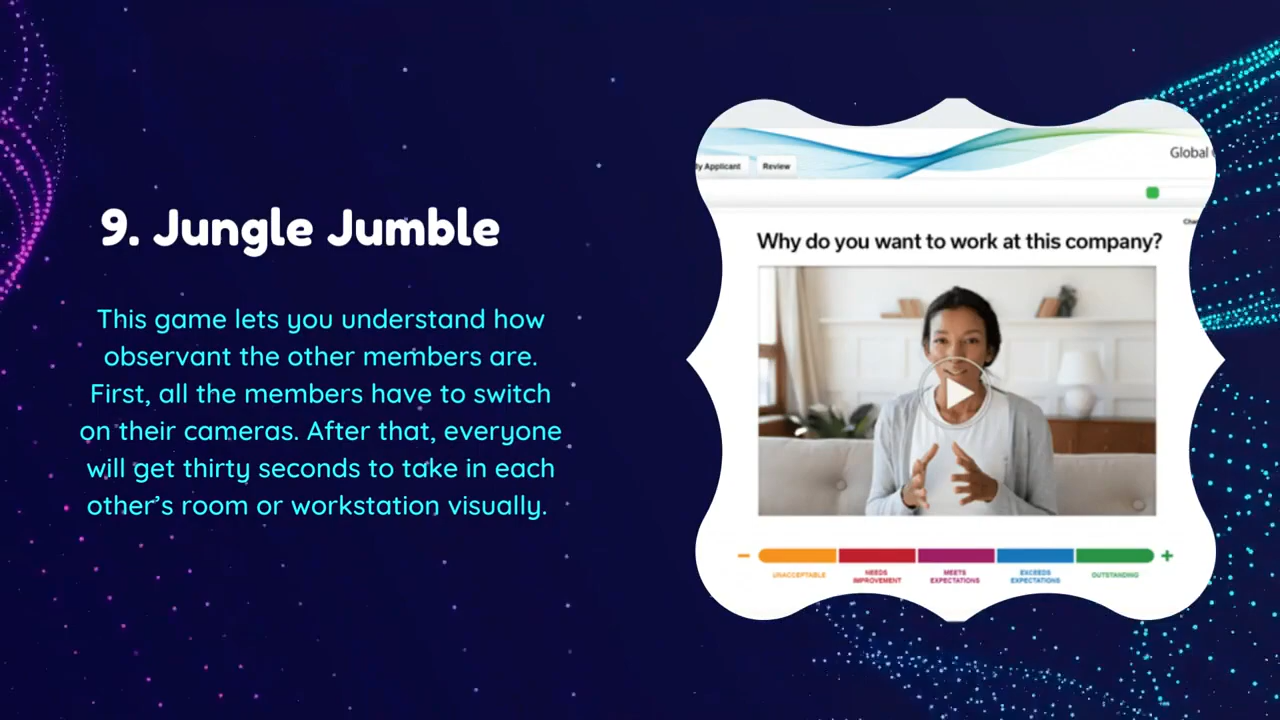 9. Jungle Jumble
This game lets you understand how
observant the other members are.
First, all the members have to switch
on their cameras. After that, everyone
will get thirty seconds to take in each
other's room or workstation visually.
Applicant
Review
Global
Why do you want to work at this company?
UNACCEPTABLE
NEEDS
IMPROVEMENT
MEETS
EXPECTATIONS
EXCEEDS
EXPECTATIONS
OUTSTANDING